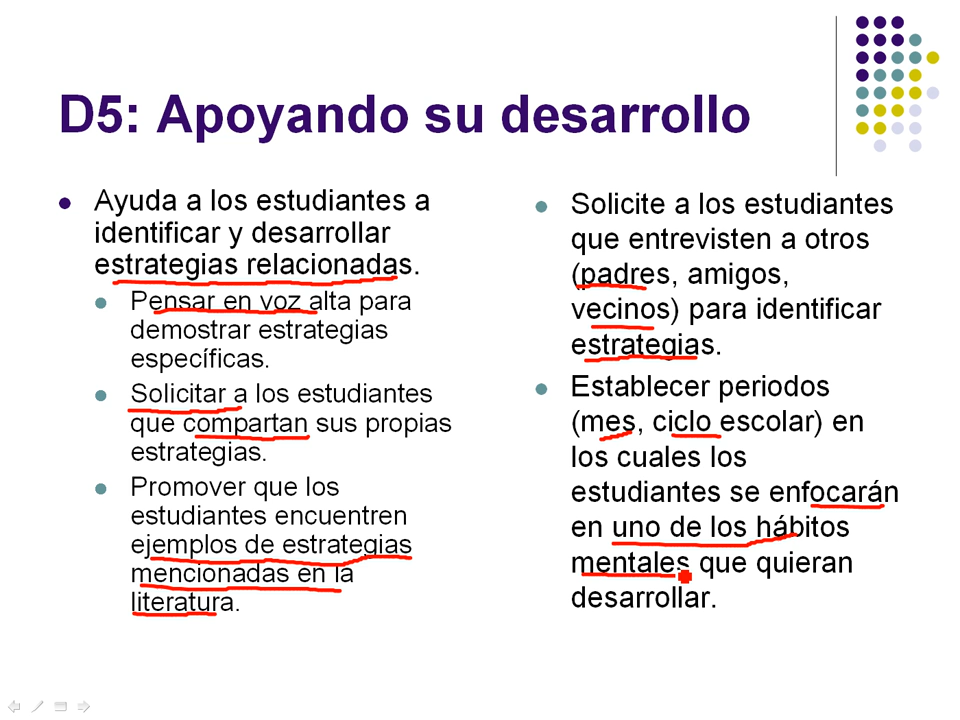 D5: Apoyando su desarrollo
Ayuda a los estudiantes a
identificar y desarrollar
estrategias relacionadas.
Pensar en voz alta para
demostrar estrategias
específicas.
Solicitar a los estudiantes
que compartan sus propias
estrategias.
Promover que los
estudiantes encuentren
ejemplos de estrategias
mencionadas en la
literatura.
Solicite a los estudiantes
que entrevisten a otros
(padres, amigos,
vecinos) para identificar
estrategias.
Establecer periodos
(mes, ciclo escolar) en
los cuales los
estudiantes se enfocarán
en uno de los hábitos
mentales que quieran
desarrollar.